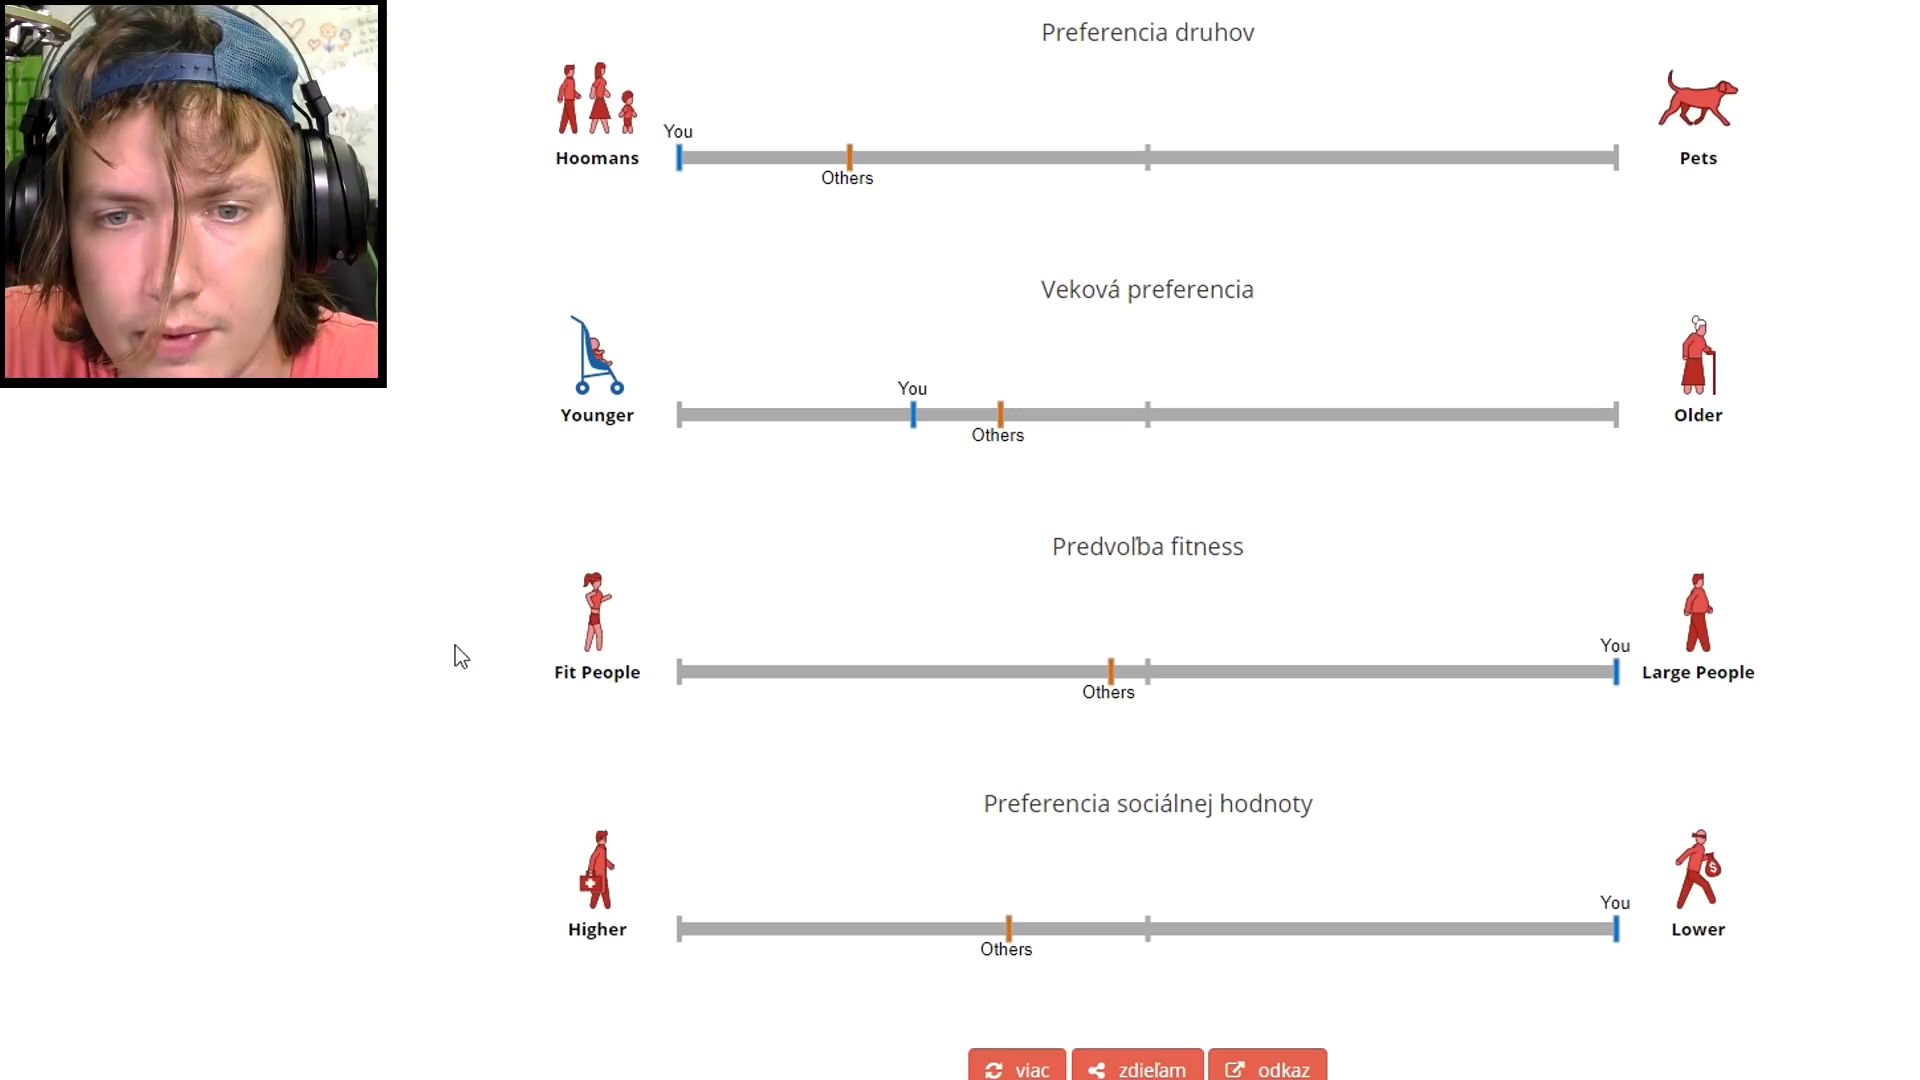 Preferencia druhov
You
Hoomans
Others
Pets
Veková preferencia
You
Younger
Others
Older
Predvoľba fitness
You
Fit People
Others
Large People
Preferencia sociálnej hodnoty
You
Higher
Others
Lower
viac
zdieľam
odkaz